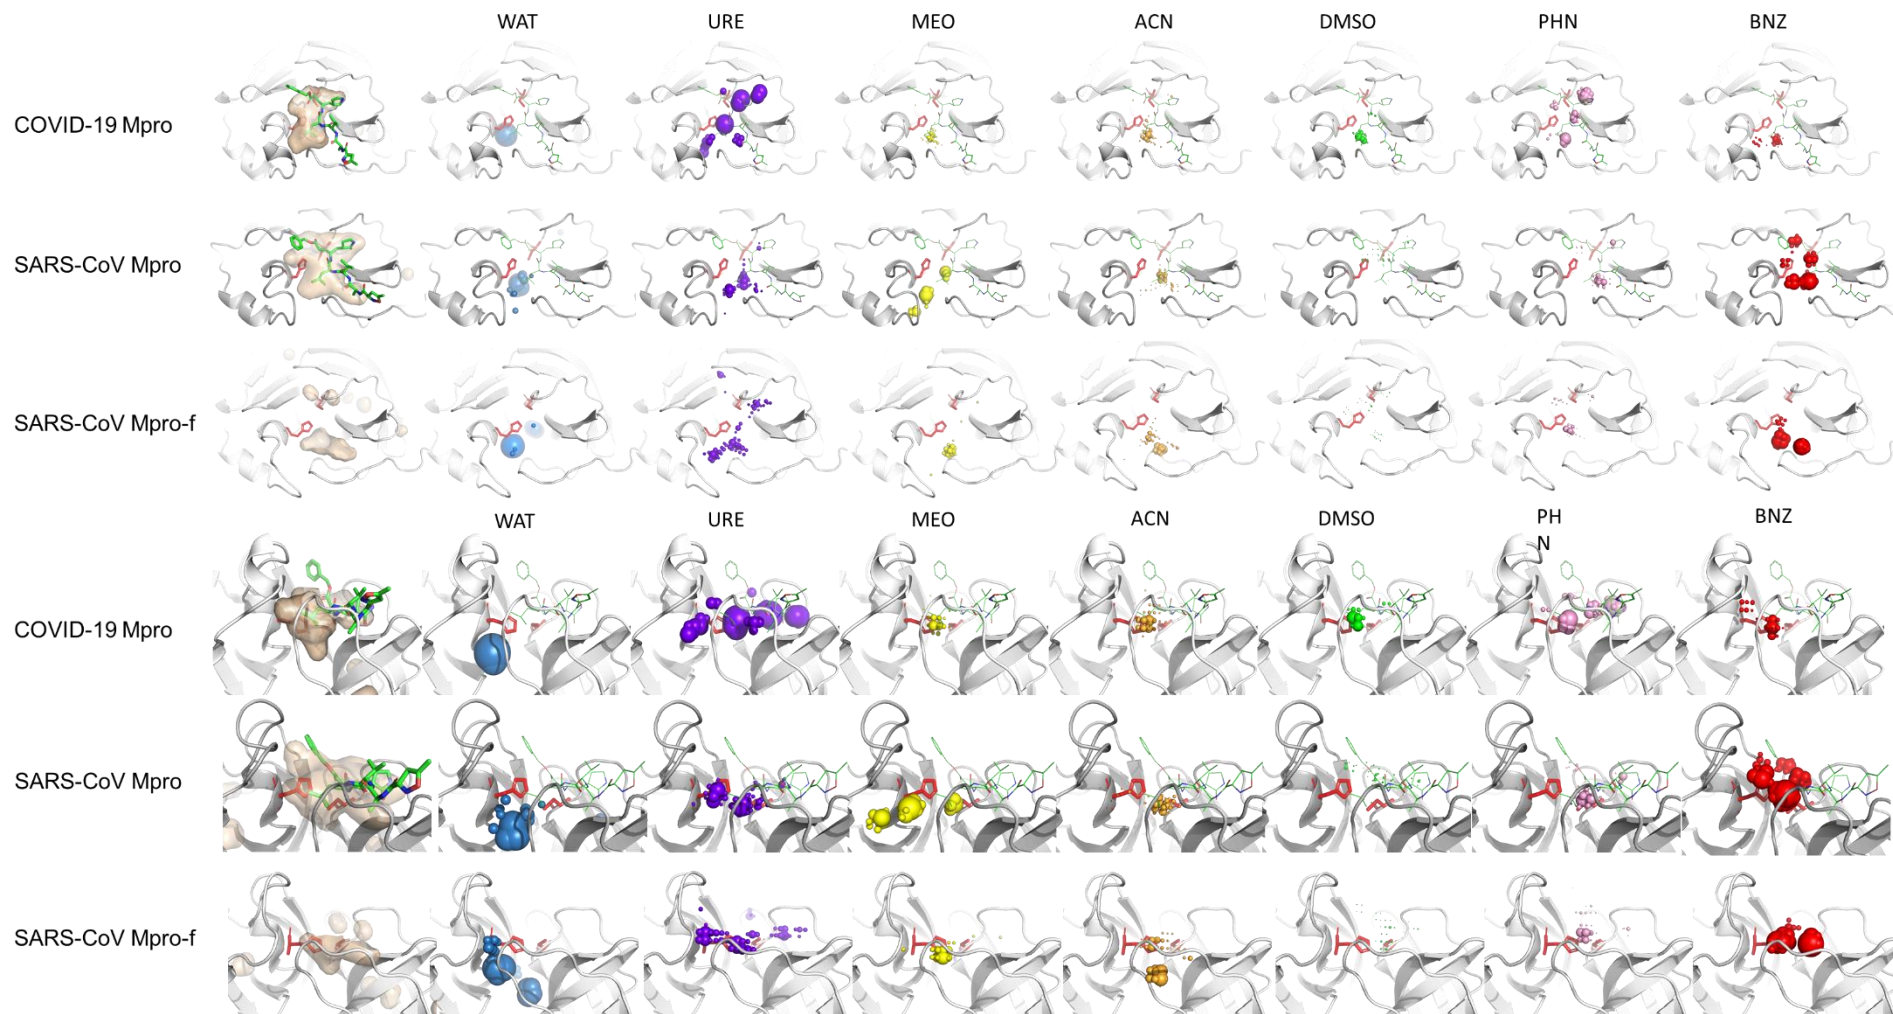 WAT URE MEO ACN DMSO PHN BNZ
COVID-19 Mpro
SARS-CoV Mpro
SARS-CoV Mpro-f
WAT URE MEO ACN DMSO PH BNZ
N
COVID-19 Mpro
SARS-CoV Mpro
SARS-CoV Mpro-f